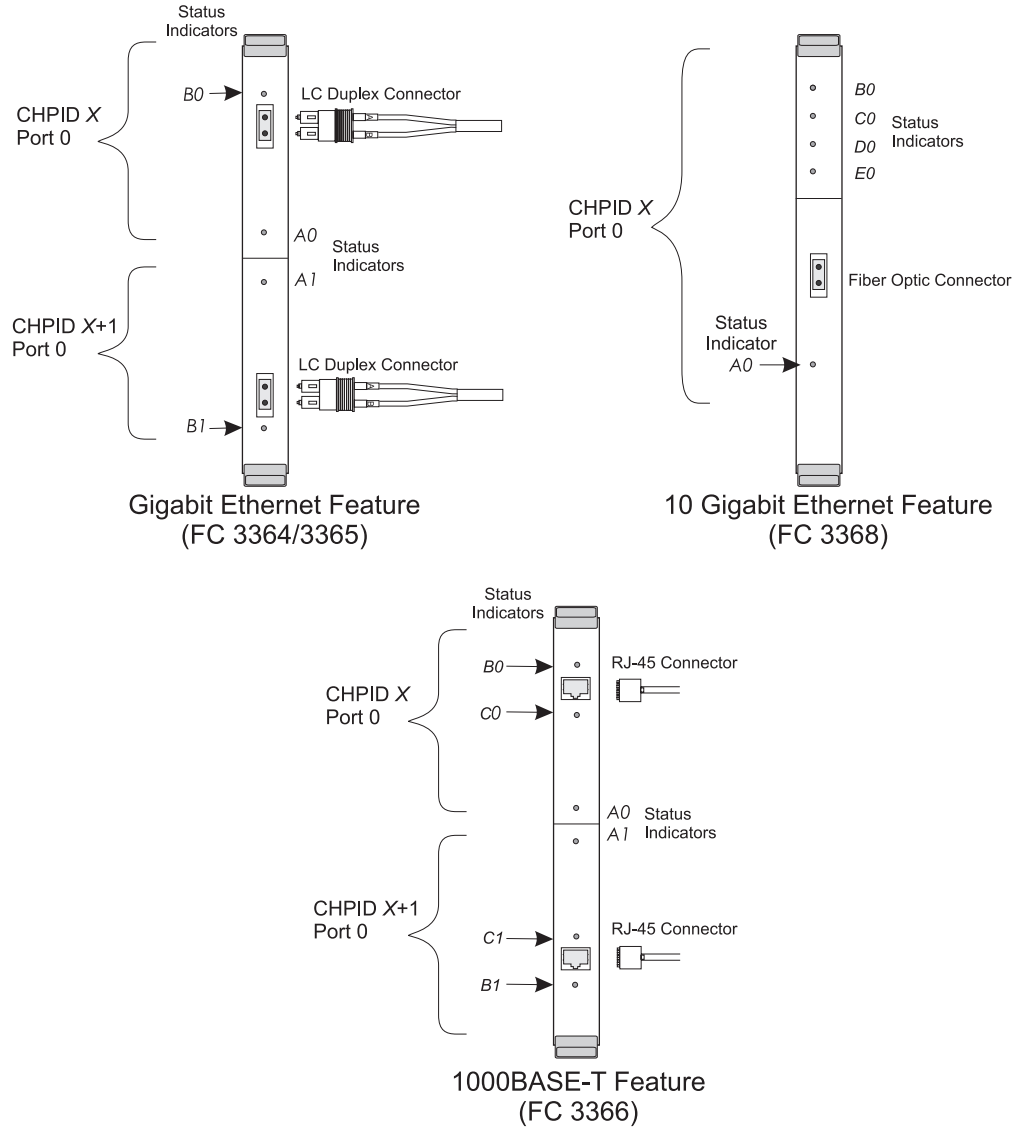 Status
Indicators
B0
LC Duplex Connector
CHPID X
Port 0
A0
Status
Indicators
A1
CHPID X+1
Port 0
LC Duplex Connector
B1
Gigabit Ethernet Feature
(FC 3364/3365)
B0
C0
Status
Indicators
D0
E0
CHPID X
Port 0
Fiber Optic Connector
Status
Indicator
A0
10 Gigabit Ethernet Feature
(FC 3368)
Status
Indicators
B0
RJ-45 Connector
CHPID X
Port 0
C0
A0
Status
Indicators
A1
CHPID X+1
Port 0
C1
RJ-45 Connector
B1
1000BASE-T Feature
(FC 3366)